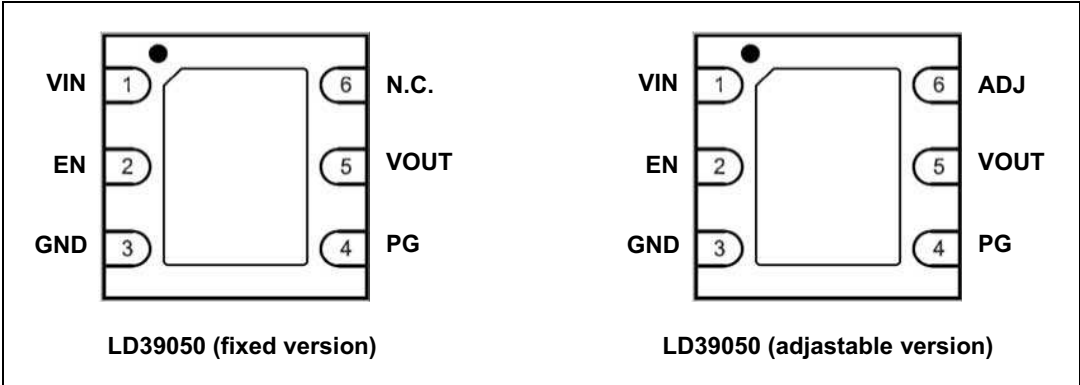 VIN 1 6 N.C.
EN 2 5 VOUT
GND 3 4 PG
LD39050 (fixed version)
VIN 1 6 ADJ
EN 2 5 VOUT
GND 3 4 PG
LD39050 (adjastable version)